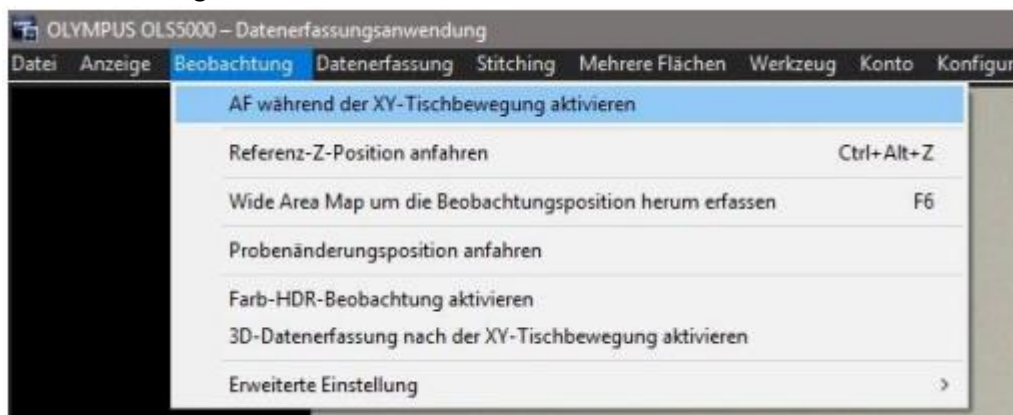 OLYMPUS OLS5000 – Datenerfassungsanwendung
Datei Anzeige Beobachtung Datenerfassung Stitching Mehrere Flächen Werkzeug Konto Konfigur
AF während der XY-Tischbewegung aktivieren
Referenz-Z-Position anfahren Ctrl+Alt+Z
Wide Area Map um die Beobachtungsposition herum erfassen F6
Probenänderungsposition anfahren
Farb-HDR-Beobachtung aktivieren
3D-Datenerfassung nach der XY-Tischbewegung aktivieren
Erweiterte Einstellung